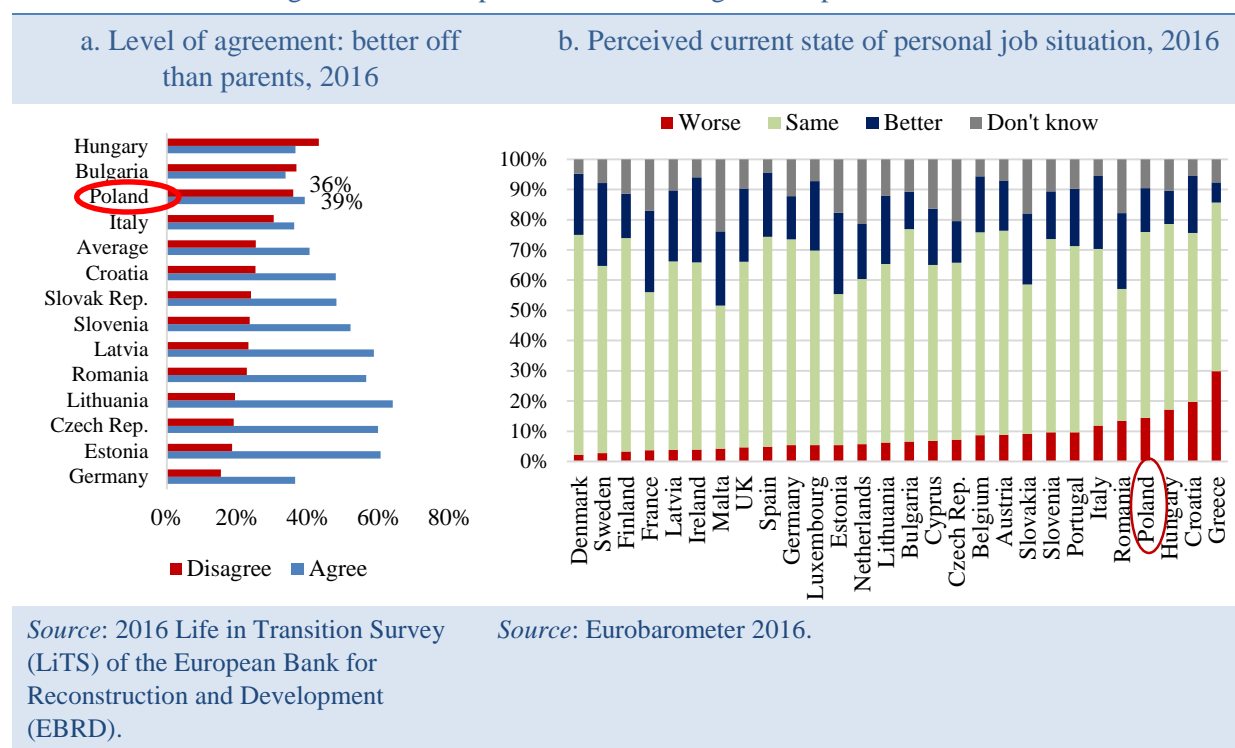 a. Level of agreement: better off
than parents, 2016
b. Perceived current state of personal job situation, 2016
Hungary
Bulgaria
Poland
Italy
Average
Croatia
Slovak Rep.
Slovenia
Latvia
Romania
Lithuania
Czech Rep.
Estonia
Germany
36%
39%
0% 20% 40% 60% 80%
Disagree Agree
Worse Same Better Don't know
100%
90%
80%
70%
60%
50%
40%
30%
20%
10%
0%
Denmark
Sweden
Finland
France
Latvia
Ireland
Malta
UK
Spain
Germany
Luxembourg
Estonia
Netherlands
Lithuania
Bulgaria
Cyprus
Czech Rep.
Belgium
Austria
Slovakia
Slovenia
Portugal
Italy
Romania
Poland
Hungary
Croatia
Greece
Source: 2016 Life in Transition Survey
(LiTS) of the European Bank for
Reconstruction and Development
(EBRD).
Source: Eurobarometer 2016.